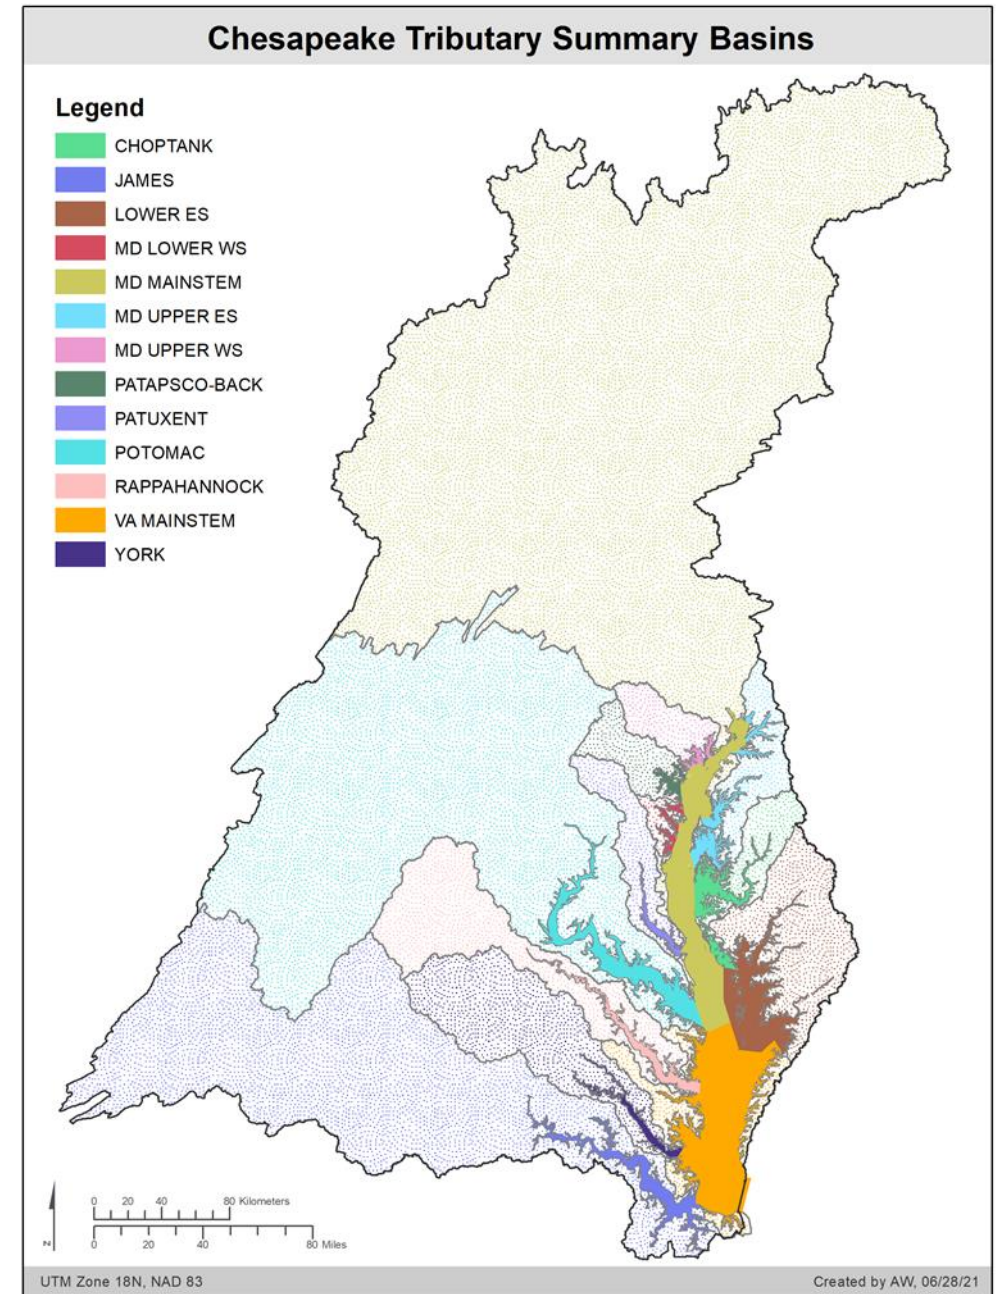 Chesapeake Tributary Summary Basins
Legend
CHOPTANK
JAMES
LOWER ES
MD LOWER WS
MD MAINSTEM
MD UPPER ES
MD UPPER WS
PATAPSCO-BACK
PATUXENT
POTOMAC
RAPPAHANNOCK
VA MAINSTEM
YORK
0 20 40 80 Kilometers
0 20 40 80 Miles
N
UTM Zone 18N, NAD 83 Created by AW, 06/28/21